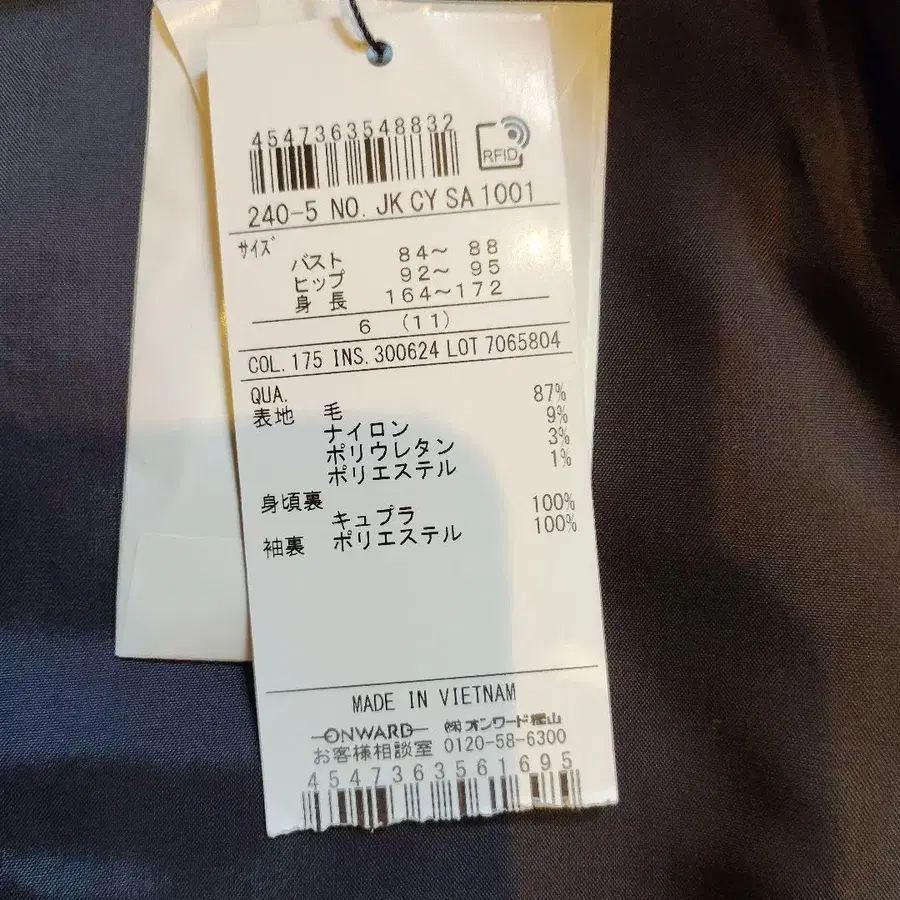 4547363548832
RFID
240-5 NO. JK CY SA 1001
サイズ
バスト 84～ 88
ヒップ 92～ 95
身 長 164～172
6 (11)
COL. 175 INS. 300624 LOT 7065804
QUA.
表地 毛 87%
ナイロン 9%
ポリウレタン 3%
ポリエステル 1%
身頃裏
キュプラ 100%
袖裏 ポリエステル 100%
MADE IN VIETNAM
ONWARD ㈱オンワード樫山
お客様相談室 0120-58-6300
4547363561695